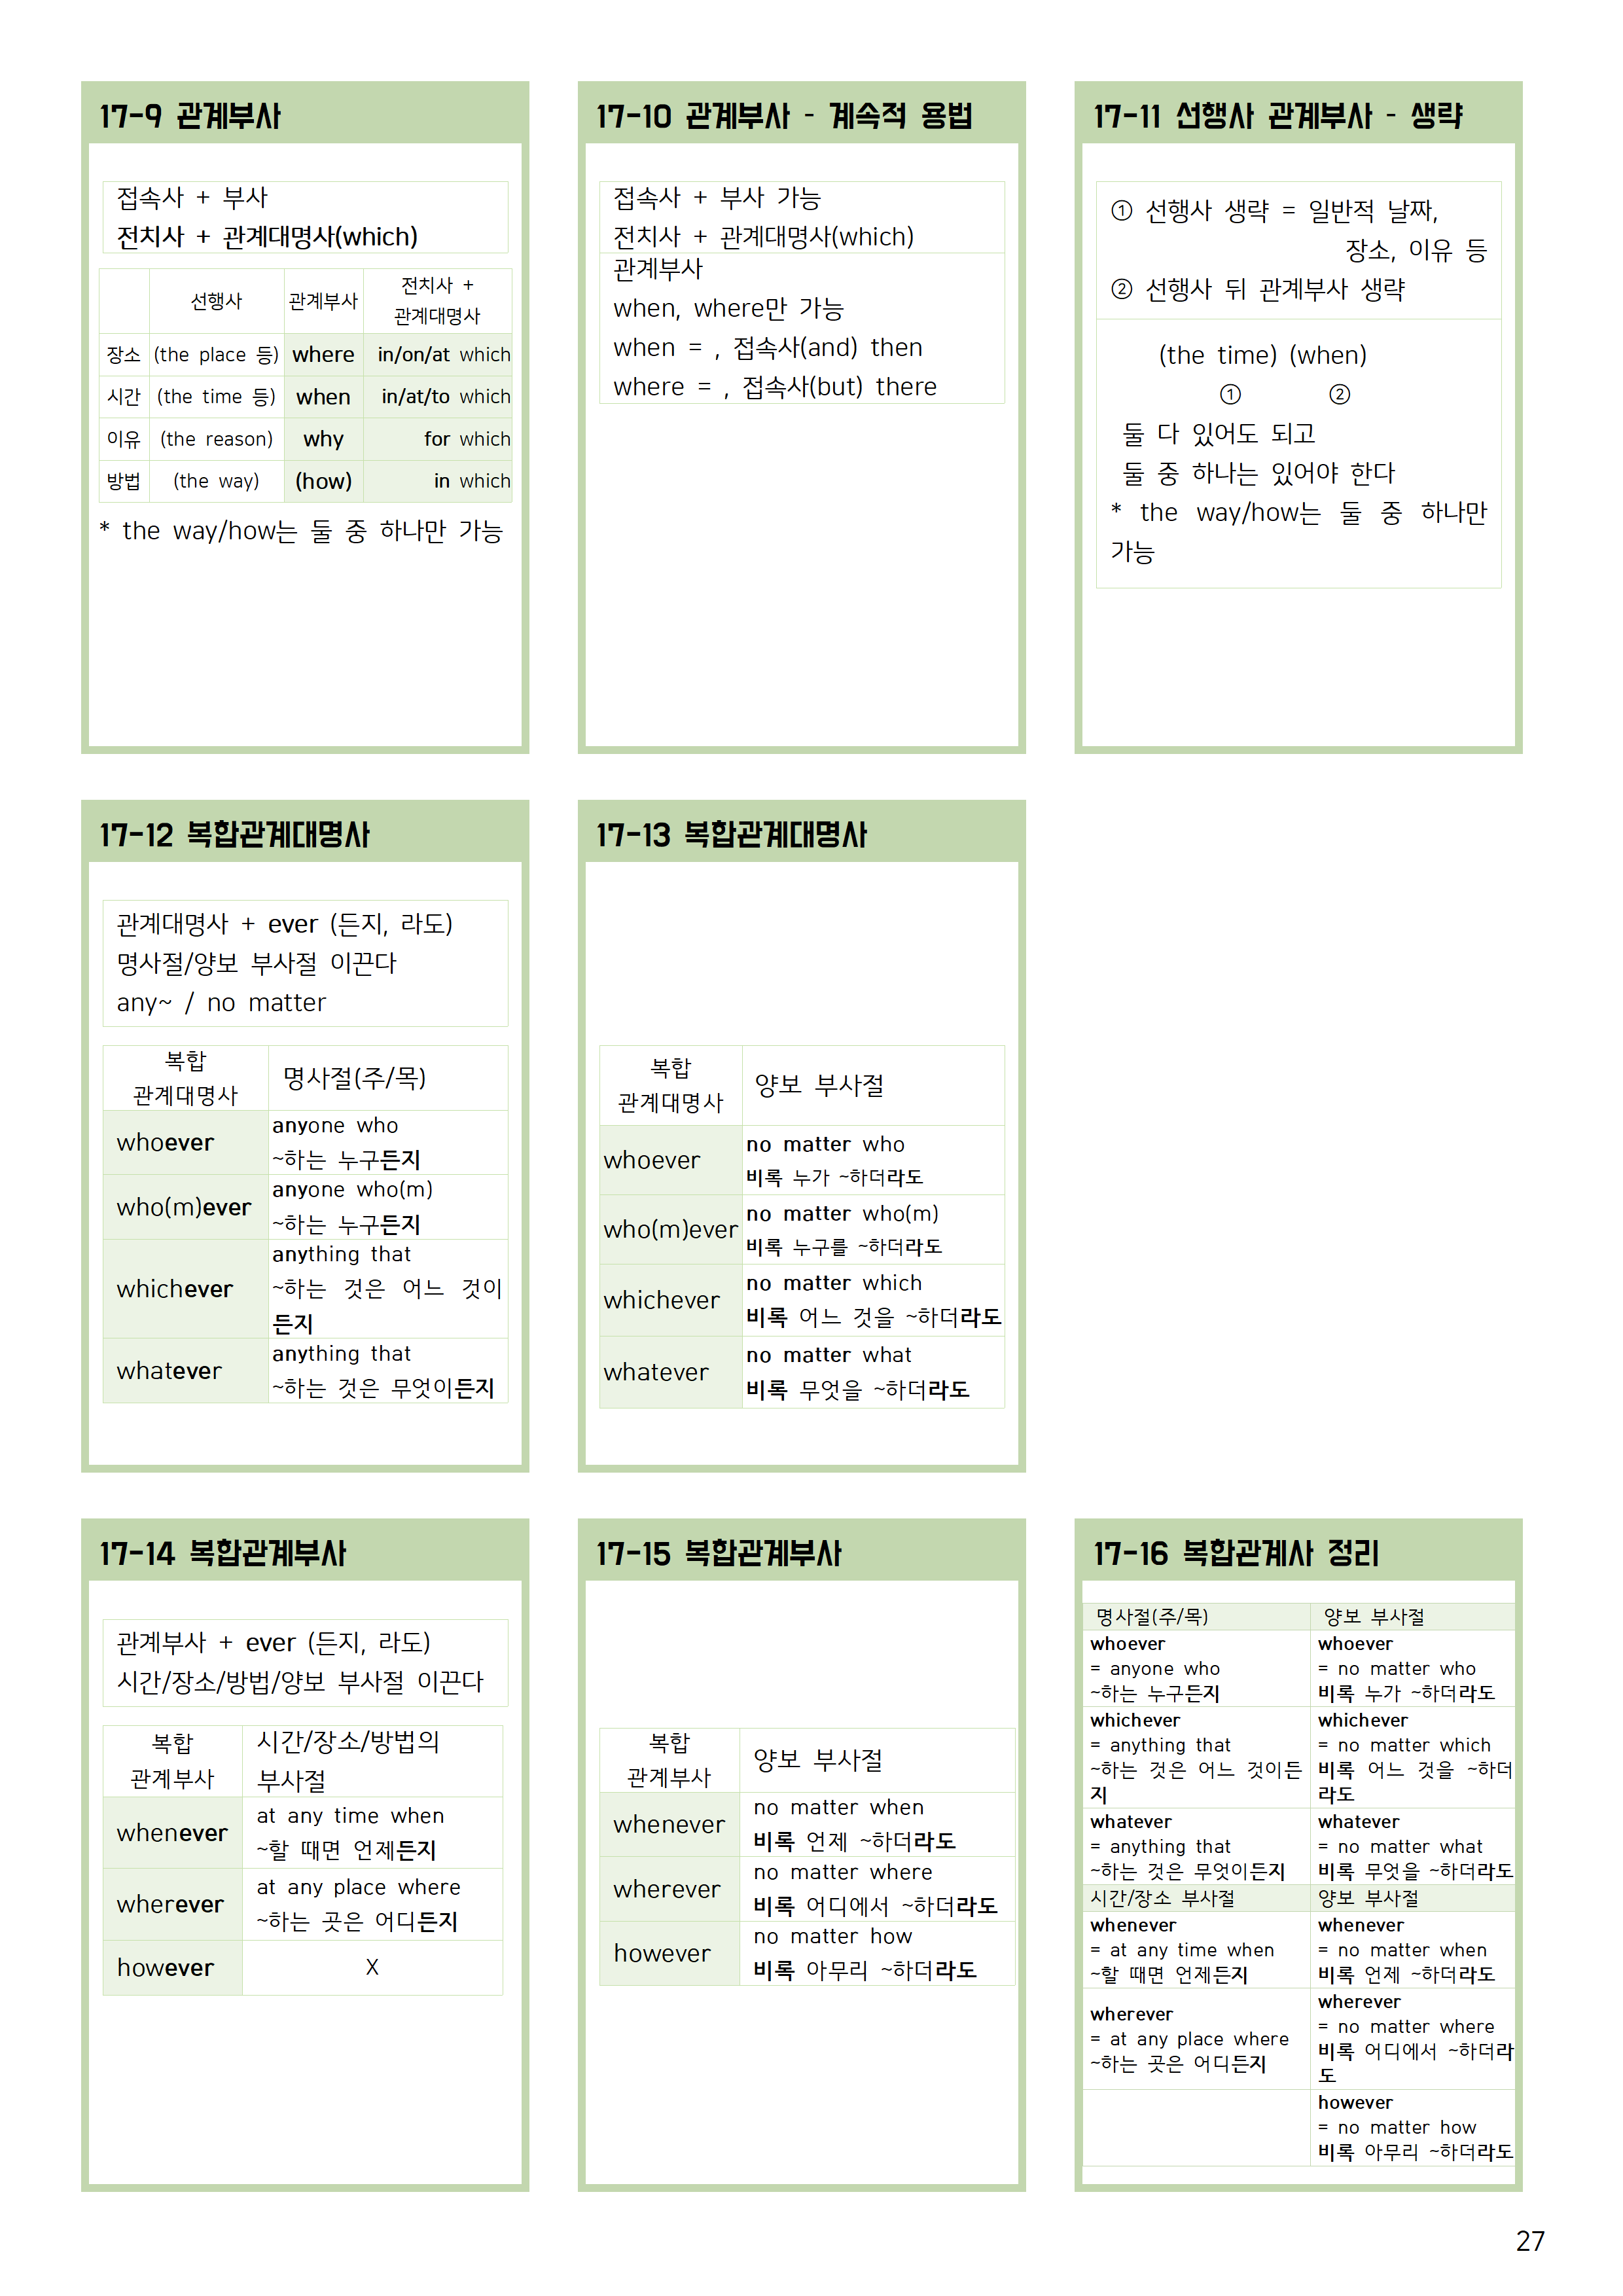 17-9 관계부사
접속사 + 부사
전치사 + 관계대명사(which)
선행사 관계부사 전치사 +
관계대명사
장소 (the place 등) where in/on/at which
시간 (the time 등) when in/at/to which
이유 (the reason) why for which
방법 (the way) (how) in which
* the way/how는 둘 중 하나만 가능
17-10 관계부사 - 계속적 용법
접속사 + 부사 가능
전치사 + 관계대명사(which)
관계부사
when, where만 가능
when = , 접속사(and) then
where = , 접속사(but) there
17-11 선행사 관계부사 - 생략
① 선행사 생략 = 일반적 날짜,
장소, 이유 등
② 선행사 뒤 관계부사 생략
(the time) (when)
① ②
둘 다 있어도 되고
둘 중 하나는 있어야 한다
* the way/how는 둘 중 하나만
가능
17-12 복합관계대명사
관계대명사 + ever (든지, 라도)
명사절/양보 부사절 이끈다
any~ / no matter
복합
관계대명사
명사절(주/목)
whoever
anyone who
~하는 누구든지
who(m)ever
anyone who(m)
~하는 누구든지
whichever
anything that
~하는 것은 어느 것이
든지
whatever
anything that
~하는 것은 무엇이든지
17-13 복합관계대명사
복합
관계대명사
양보 부사절
whoever
no matter who
비록 누가 ~하더라도
who(m)ever
no matter who(m)
비록 누구를 ~하더라도
whichever
no matter which
비록 어느 것을 ~하더라도
whatever
no matter what
비록 무엇을 ~하더라도
17-14 복합관계부사
관계부사 + ever (든지, 라도)
시간/장소/방법/양보 부사절 이끈다
복합
관계부사
시간/장소/방법의
부사절
whenever
at any time when
~할 때면 언제든지
wherever
at any place where
~하는 곳은 어디든지
however
X
17-15 복합관계부사
복합
관계부사
양보 부사절
whenever
no matter when
비록 언제 ~하더라도
wherever
no matter where
비록 어디에서 ~하더라도
however
no matter how
비록 아무리 ~하더라도
17-16 복합관계사 정리
명사절(주/목)
양보 부사절
whoever
= anyone who
~하는 누구든지
whoever
= no matter who
비록 누가 ~하더라도
whichever
= anything that
~하는 것은 어느 것이든
지
whichever
= no matter which
비록 어느 것을 ~하더
라도
whatever
= anything that
~하는 것은 무엇이든지
whatever
= no matter what
비록 무엇을 ~하더라도
시간/장소 부사절
양보 부사절
whenever
= at any time when
~할 때면 언제든지
whenever
= no matter when
비록 언제 ~하더라도
wherever
= at any place where
~하는 곳은 어디든지
wherever
= no matter where
비록 어디에서 ~하더라
도
however
= no matter how
비록 아무리 ~하더라도
27